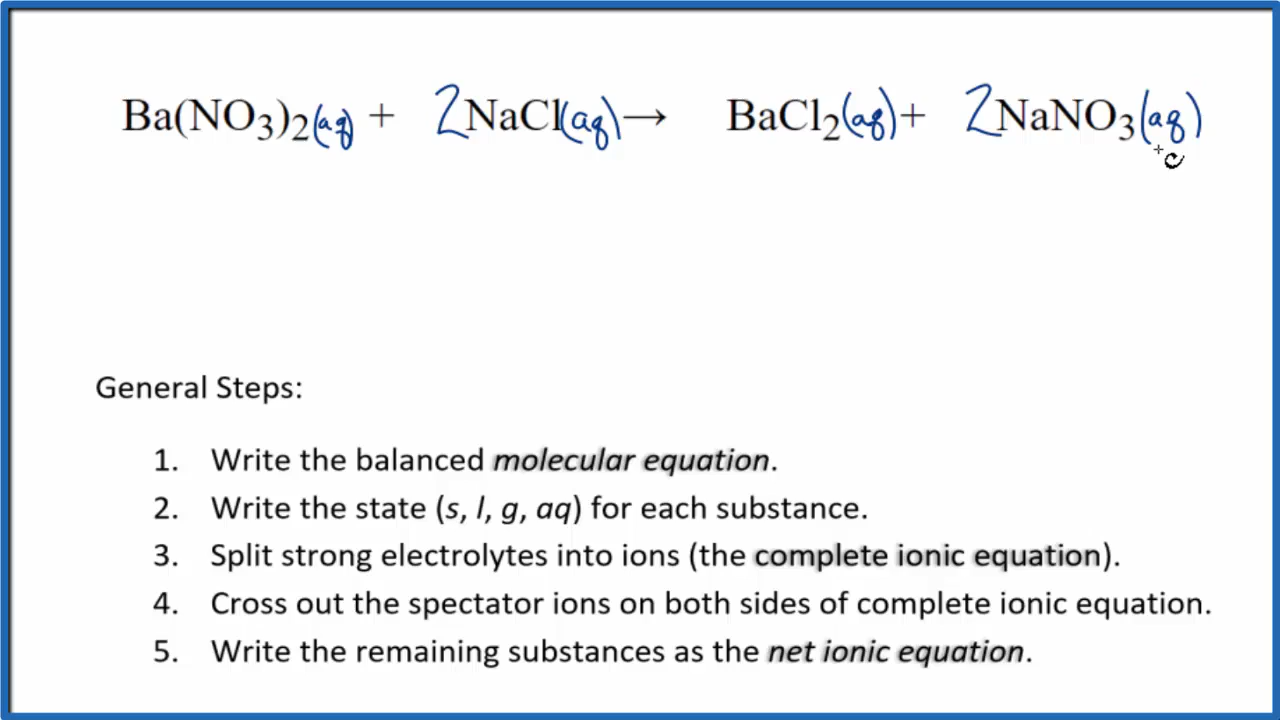 Ba(NO₃)₂(aq) + 2NaCl(aq) → BaCl₂(aq) + 2NaNO₃(aq)
General Steps:
1. Write the balanced molecular equation.
2. Write the state (s, l, g, aq) for each substance.
3. Split strong electrolytes into ions (the complete ionic equation).
4. Cross out the spectator ions on both sides of complete ionic equation.
5. Write the remaining substances as the net ionic equation.